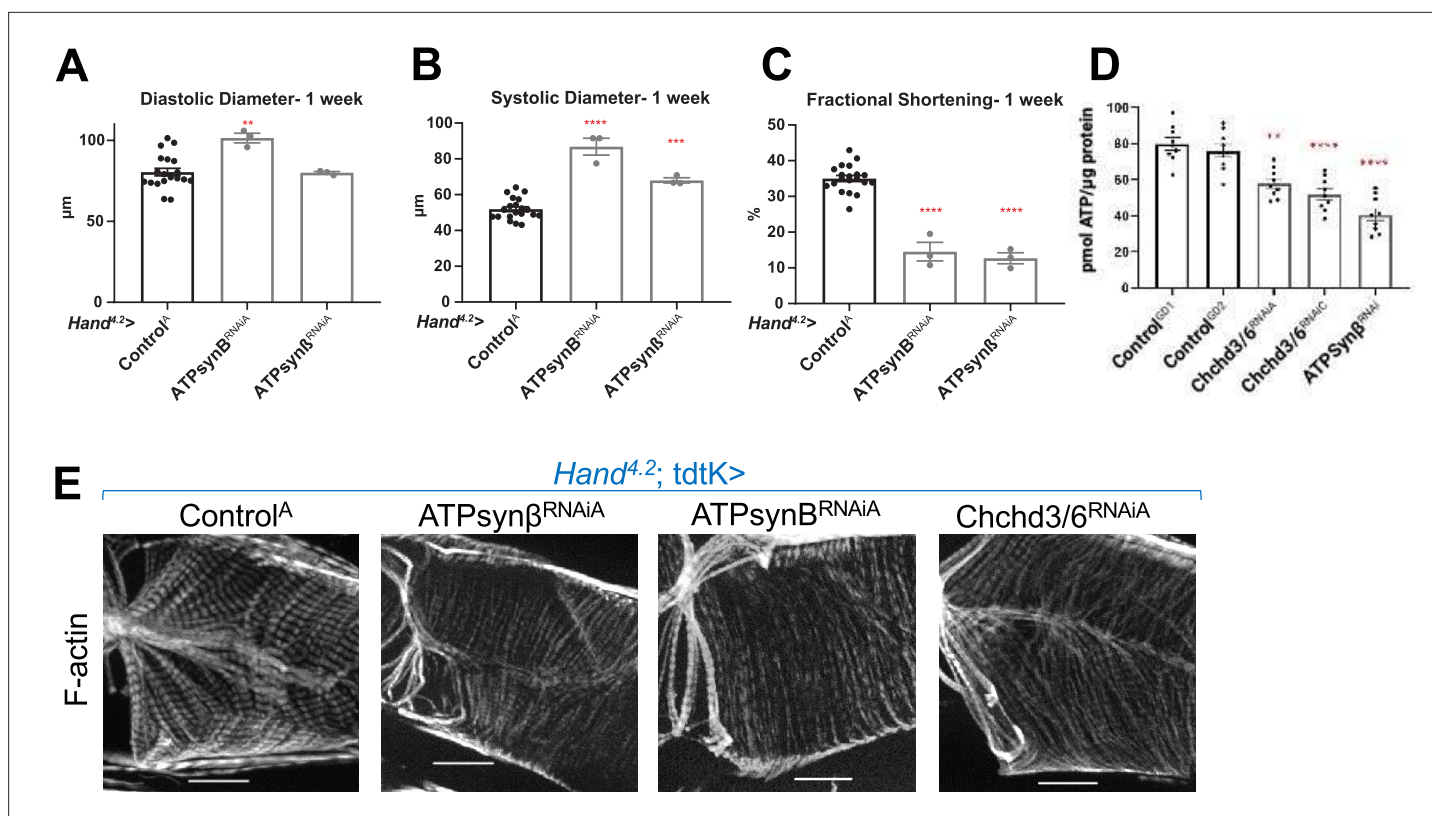 A
B
C
D
Diastolic Diameter- 1 week
Systolic Diameter- 1 week
Fractional Shortening- 1 week
**
****
***
****
****
**
****
****
µm
100
50
0
µm
100
80
60
40
20
0
%
50
40
30
20
10
0
pmol ATP/µg protein
100
80
60
40
20
0
Hand4.2>
ControlA
ATPsynBRNAiA
ATPsynßRNAiA
Hand4.2>
ControlA
ATPsynBRNAiA
ATPsynßRNAiA
Hand4.2>
ControlA
ATPsynBRNAiA
ATPsynßRNAiA
ControlGD1
ControlGD2
Chchd3/6RNAiA
Chchd3/6RNAiC
ATPSynβRNAi
E
Hand4.2; tdtK>
ControlA
ATPsynβRNAiA
ATPsynBRNAiA
Chchd3/6RNAiA
F-actin